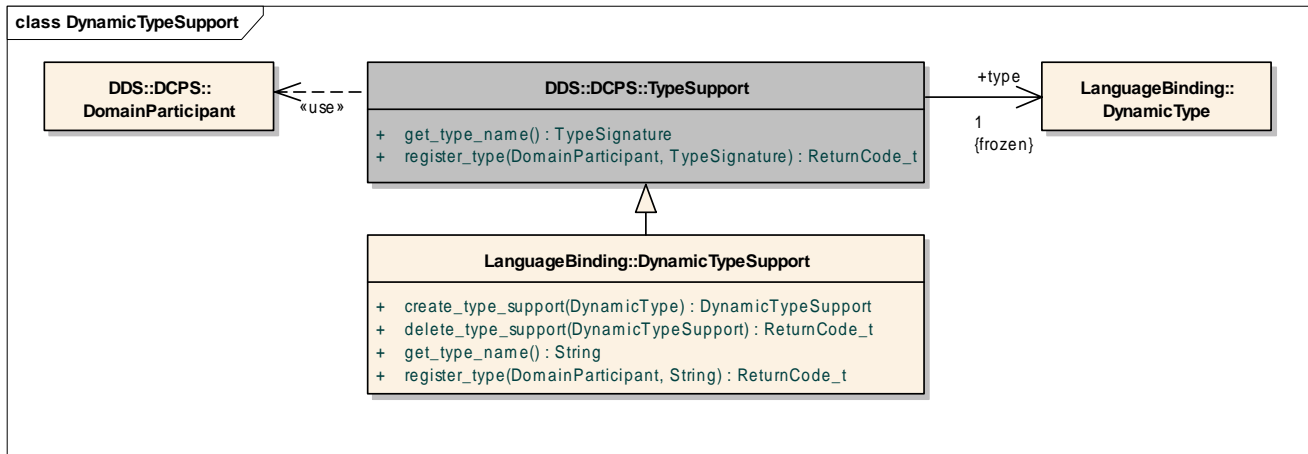 class DynamicTypeSupport
DDS::DCPS::
DomainParticipant
«use»
DDS::DCPS::TypeSupport
+ get_type_name() : TypeSignature
+ register_type(DomainParticipant, TypeSignature) : ReturnCode_t
+type
1
{frozen}
LanguageBinding::
DynamicType
LanguageBinding::DynamicTypeSupport
+ create_type_support(DynamicType) : DynamicTypeSupport
+ delete_type_support(DynamicTypeSupport) : ReturnCode_t
+ get_type_name() : String
+ register_type(DomainParticipant, String) : ReturnCode_t